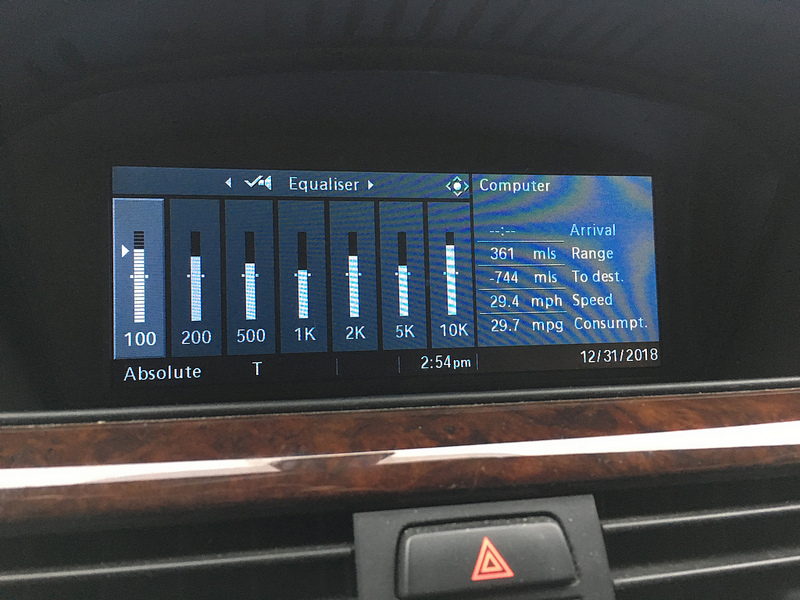 Equaliser
Computer
--:-- Arrival
361 mls Range
-744 mls To dest.
29.4 mph Speed
29.7 mpg Consumpt.
100 200 500 1K 2K 5K 10K
Absolute T 2:54pm 12/31/2018